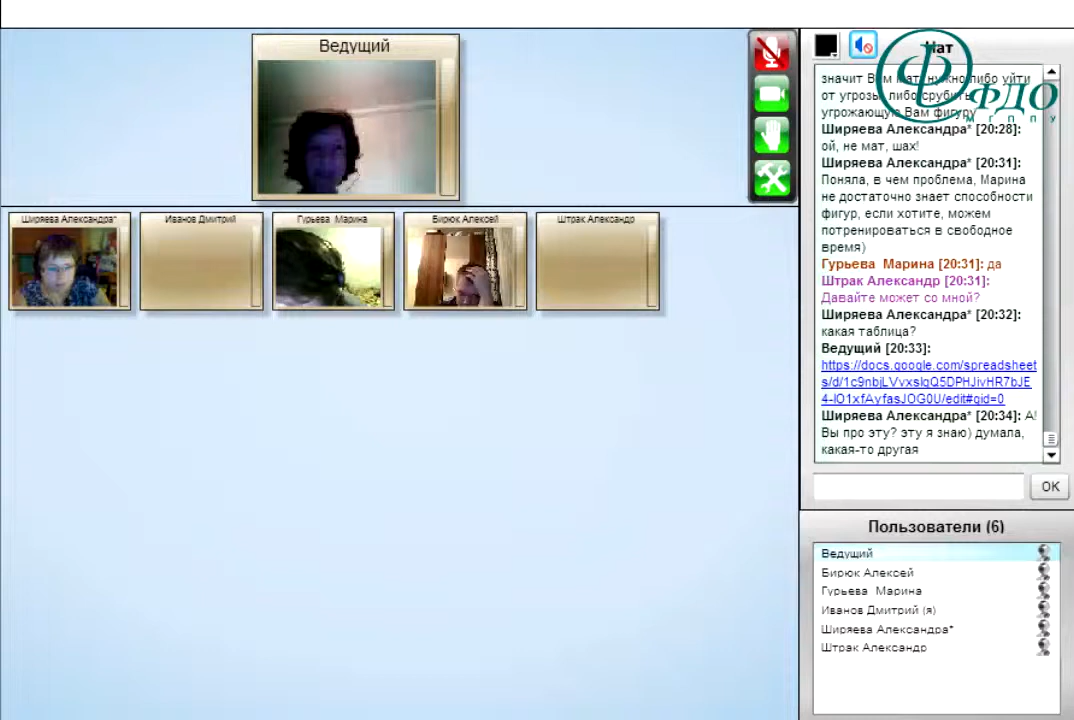 Ведущий
Ширяева Александра*
Иванов Дмитрий
Гурьева Марина
Бирюк Алексей
Штрак Александр
Чат
ФДО
МГППУ
значит Вам мат, нужно либо уйти
от угрозы, либо срубить
угрожающую Вам фигуру
Ширяева Александра* [20:28]:
ой, не мат, шах!
Ширяева Александра* [20:31]:
Поняла, в чем проблема, Марина
не достаточно знает способности
фигур, если хотите, можем
потренироваться в свободное
время)
Гурьева Марина [20:31]: да
Штрак Александр [20:31]:
Давайте может со мной?
Ширяева Александра* [20:32]:
какая таблица?
Ведущий [20:33]:
https://docs.google.com/spreadsheet
s/d/1c9nbjLVvxslgQ5DPHJivHR7bJE
4-IO1xfAyfasJOG0U/edit#gid=0
Ширяева Александра* [20:34]: А!
Вы про эту? эту я знаю) думала,
какая-то другая
OK
Пользователи (6)
Ведущий
Бирюк Алексей
Гурьева Марина
Иванов Дмитрий (я)
Ширяева Александра*
Штрак Александр